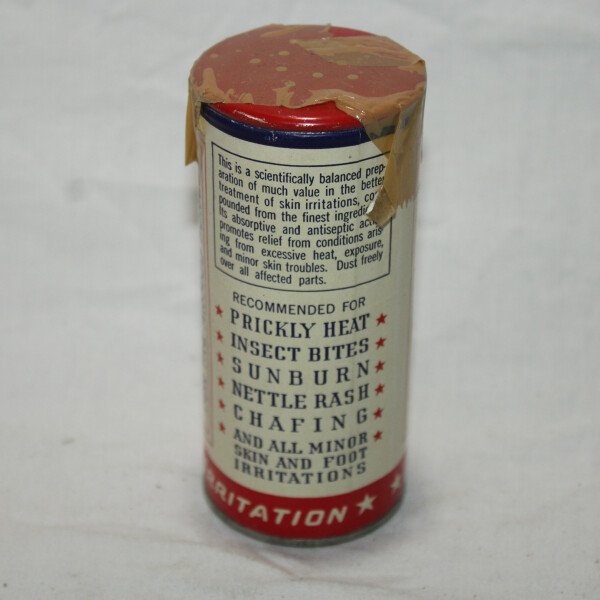 This is a scientifically balanced prep-
aration of much value in the better
treatment of skin irritations, com
pounded from the finest ingredi
Its absorptive and antiseptic acti
promotes relief from conditions aris-
ing from excessive heat, exposure,
and minor skin troubles. Dust freely
over all affected parts.
RECOMMENDED FOR
PRICKLY HEAT
INSECT BITES
SUNBURN
NETTLE RASH
CHAFING
AND ALL MINOR
SKIN AND FOOT
IRRITATIONS
RRITATION